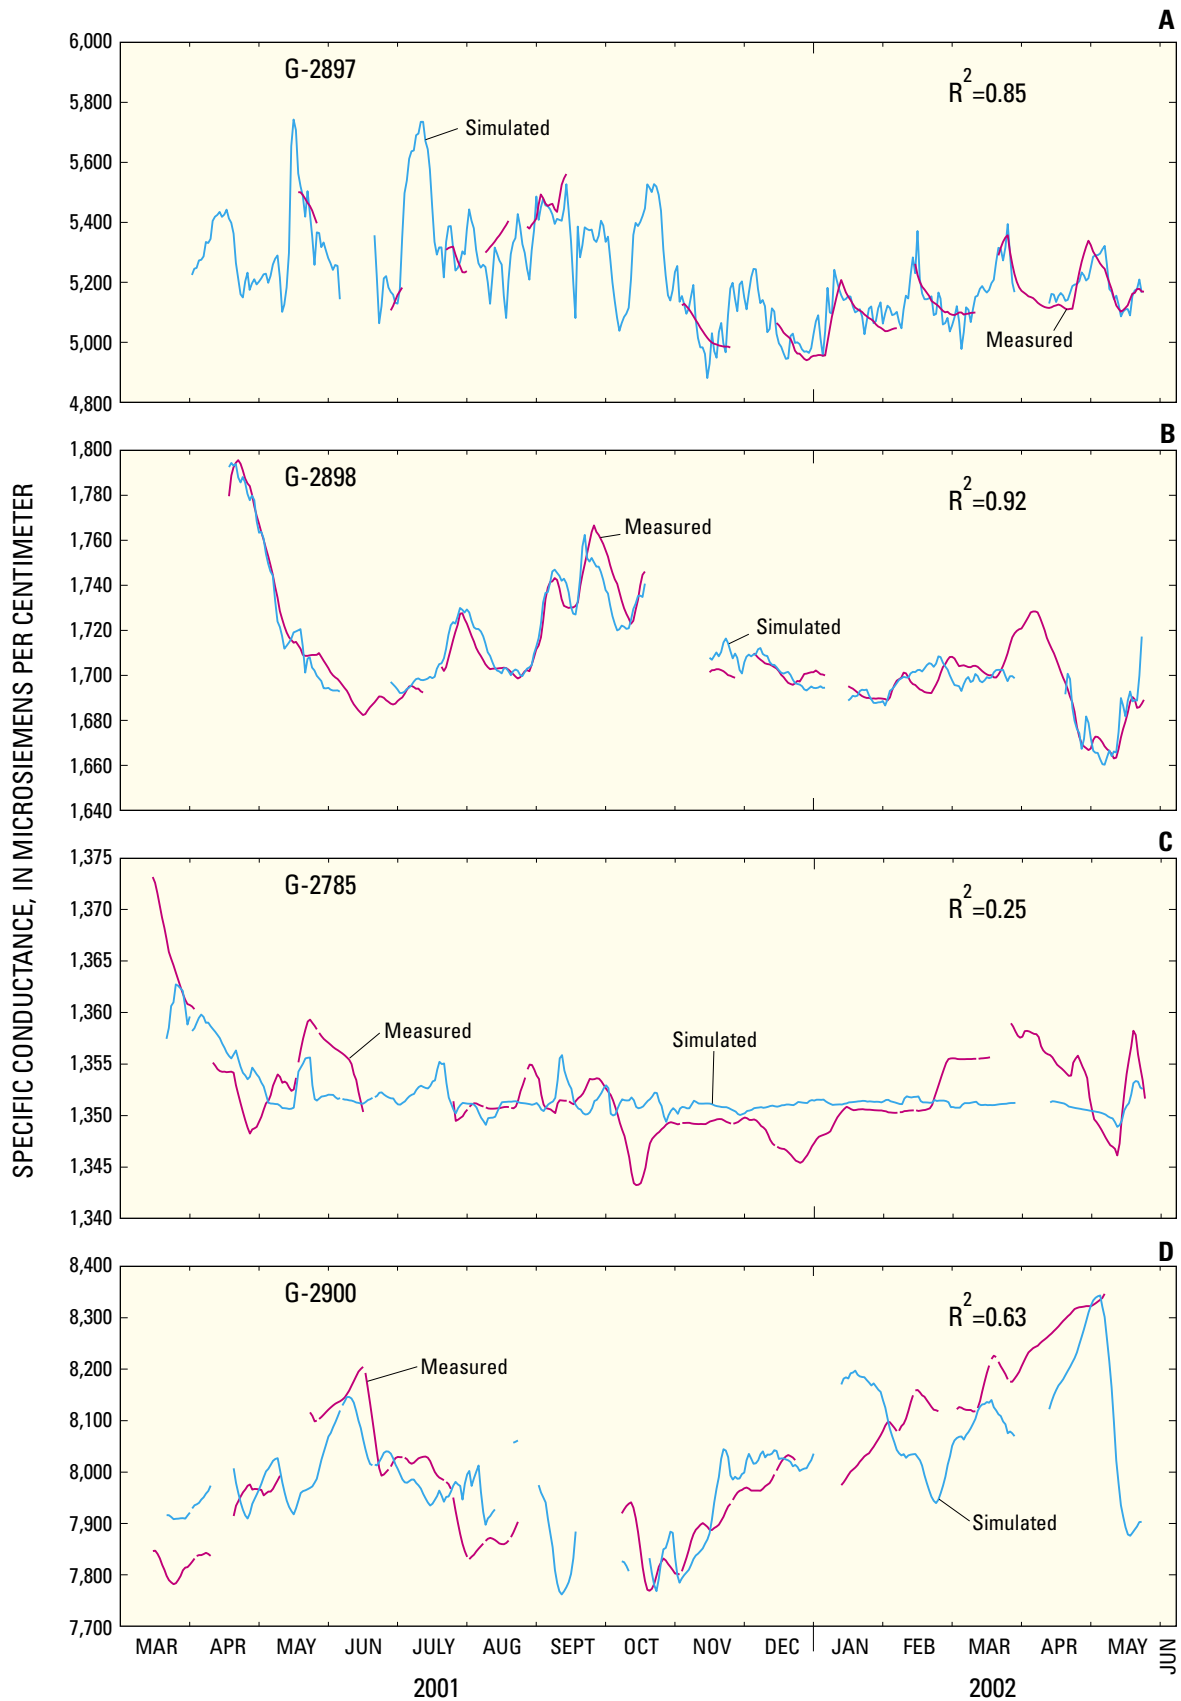 A
6,000
G-2897
R2=0.85
5,800
Simulated
5,600
5,400
5,200
5,000
Measured
4,800
B
1,800
G-2898
R2=0.92
1,780
Measured
1,760
1,740
Simulated
1,720
1,700
1,680
1,660
1,640
C
1,375
G-2785
R2=0.25
1,370
1,365
1,360
Measured
Simulated
1,355
1,350
1,345
1,340
D
8,400
G-2900
R2=0.63
8,300
Measured
8,200
8,100
8,000
7,900
Simulated
7,800
7,700
SPECIFIC CONDUCTANCE, IN MICROSIEMENS PER CENTIMETER
MAR APR MAY JUN JULY AUG SEPT OCT NOV DEC JAN FEB MAR APR MAY JUN
2001 2002